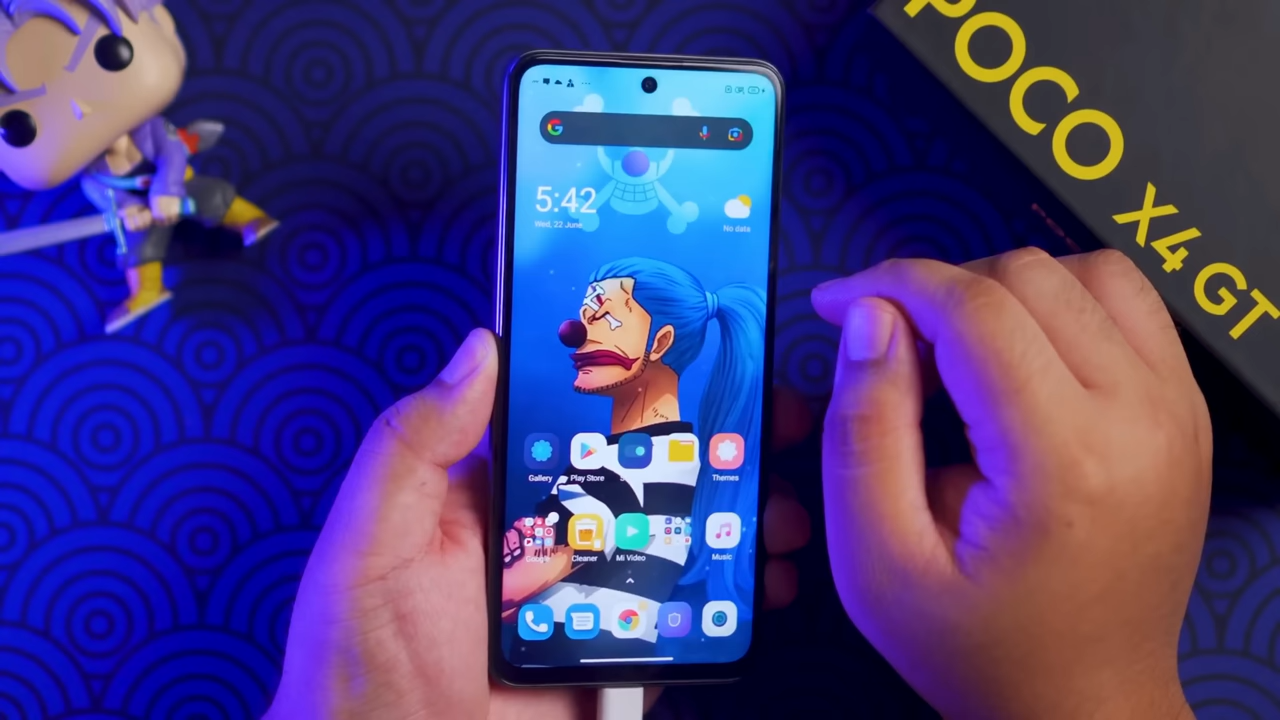 POCO X4 GT
5:42
Wed, 22 June
No data
Gallery
Play Store
Themes
Cleaner
Mi Video
Music